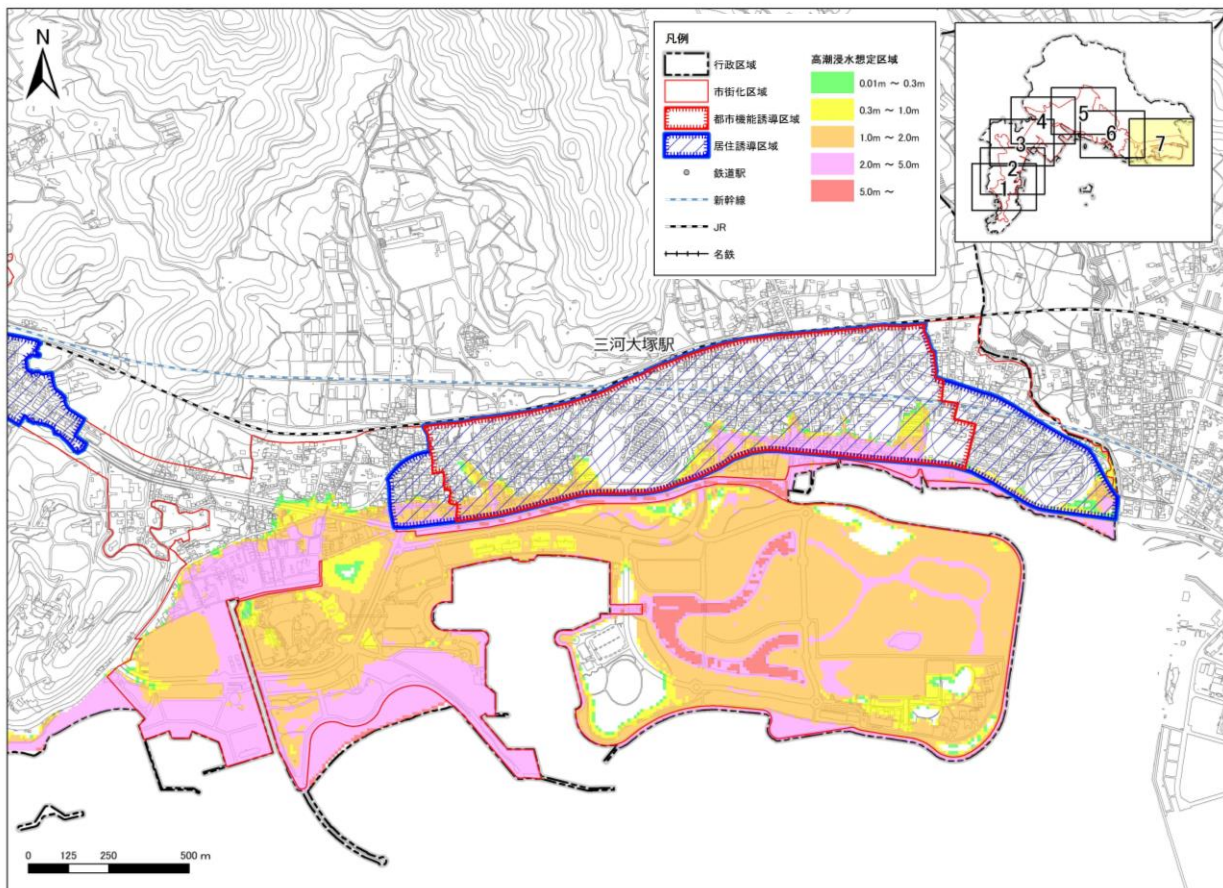 N
凡例
行政区域
市街化区域
都市機能誘導区域
居住誘導区域
鉄道駅
新幹線
JR
名鉄
高潮浸水想定区域
0.01m ～ 0.3m
0.3m ～ 1.0m
1.0m ～ 2.0m
2.0m ～ 5.0m
5.0m ～
1
2
3
4
5
6
7
三河大塚駅
0 125 250 500 m